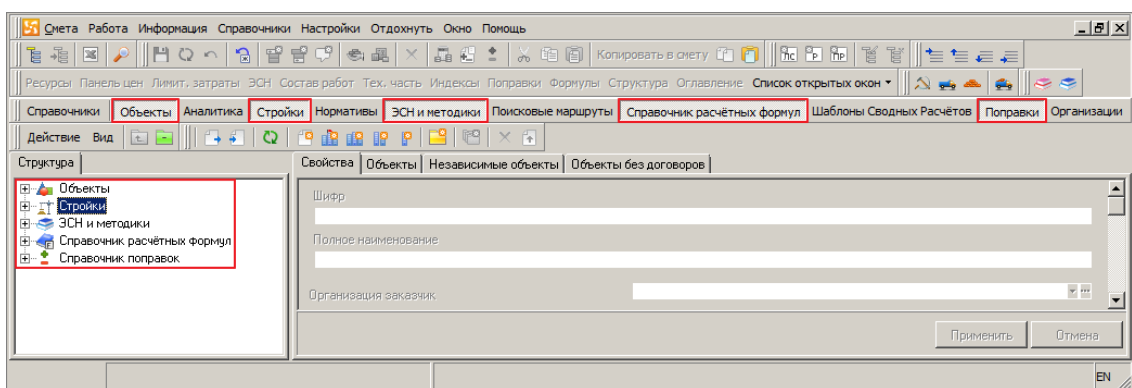 Смета Работа Информация Справочники Настройки Отдохнуть Окно Помощь
Копировать в смету
Ресурсы Панель цен Лимит. затраты ЭСН Состав работ Тех. часть Индексы Поправки Формулы Структура Оглавление Список открытых окон
Справочники Объекты Аналитика Стройки Нормативы ЭСН и методики Поисковые маршруты Справочник расчётных формул Шаблоны Сводных Расчётов Поправки Организации
Действие Вид
Структура Свойства Объекты Независимые объекты Объекты без договоров
Объекты
Стройки
ЭСН и методики
Справочник расчётных формул
Справочник поправок
Шифр
Полное наименование
Организация заказчик
Применить Отмена
EN